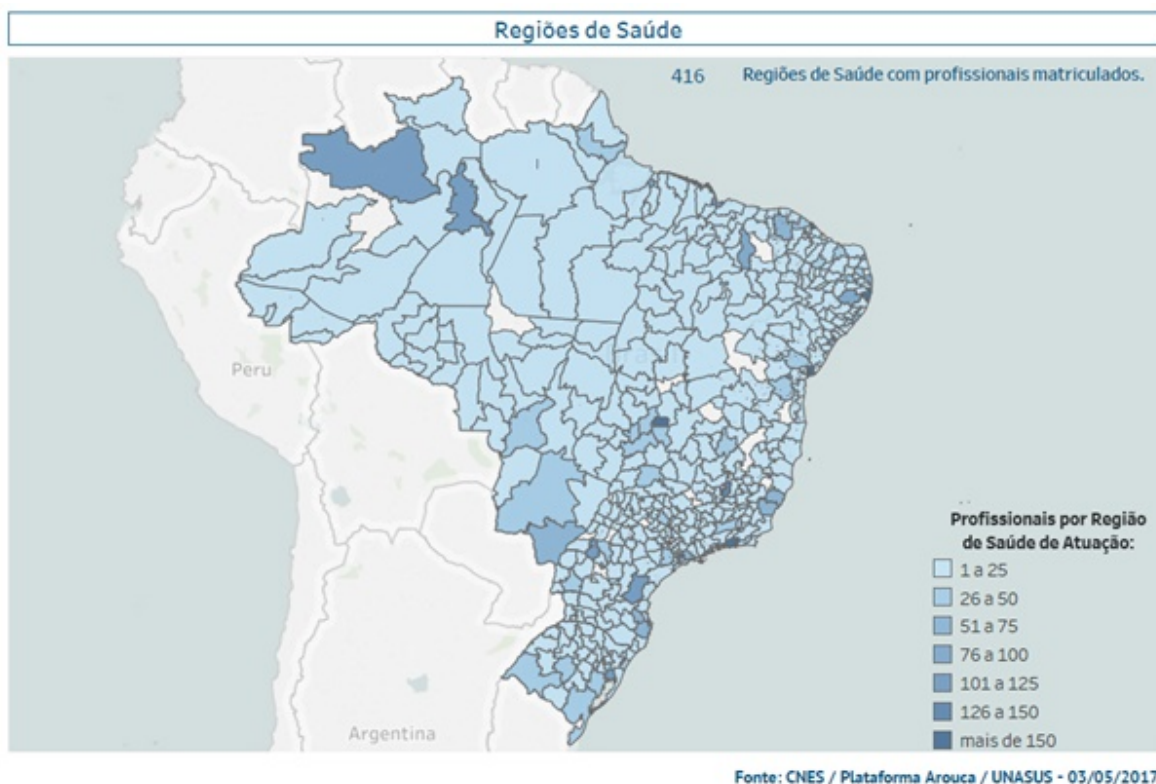 Regiões de Saúde
416 Regiões de Saúde com profissionais matriculados.
Brasil
Peru
Argentina
Profissionais por Região
de Saúde de Atuação:
1 a 25
26 a 50
51 a 75
76 a 100
101 a 125
126 a 150
mais de 150
Fonte: CNES / Plataforma Arouca / UNASUS - 03/05/2017